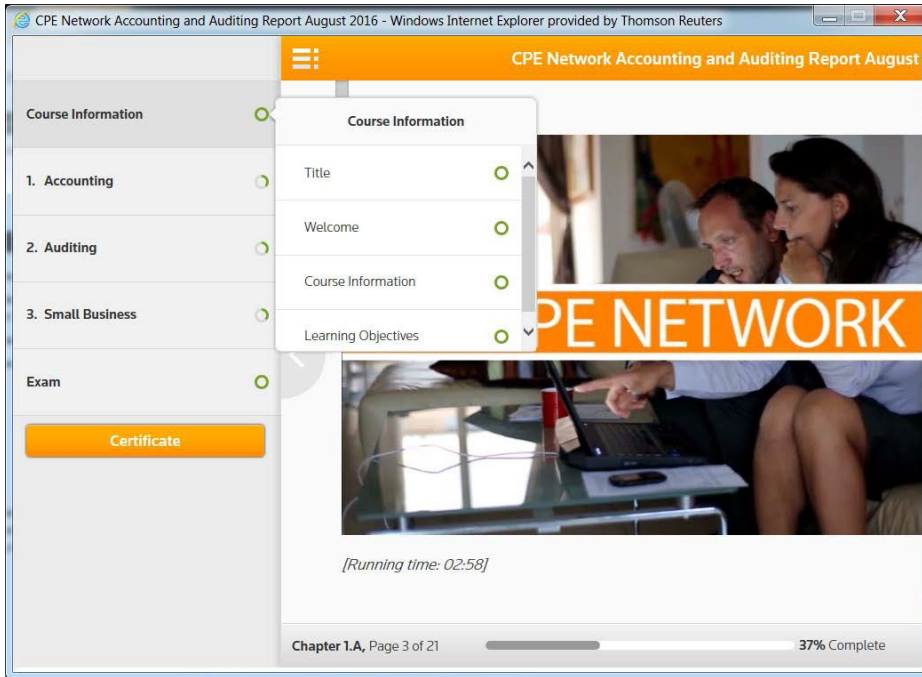 CPE Network Accounting and Auditing Report August 2016 - Windows Internet Explorer provided by Thomson Reuters
CPE Network Accounting and Auditing Report August
Course Information
1. Accounting
2. Auditing
3. Small Business
Exam
Certificate
Course Information
Title
Welcome
Course Information
Learning Objectives
PE NETWORK
[Running time: 02:58]
Chapter 1.A, Page 3 of 21
37% Complete